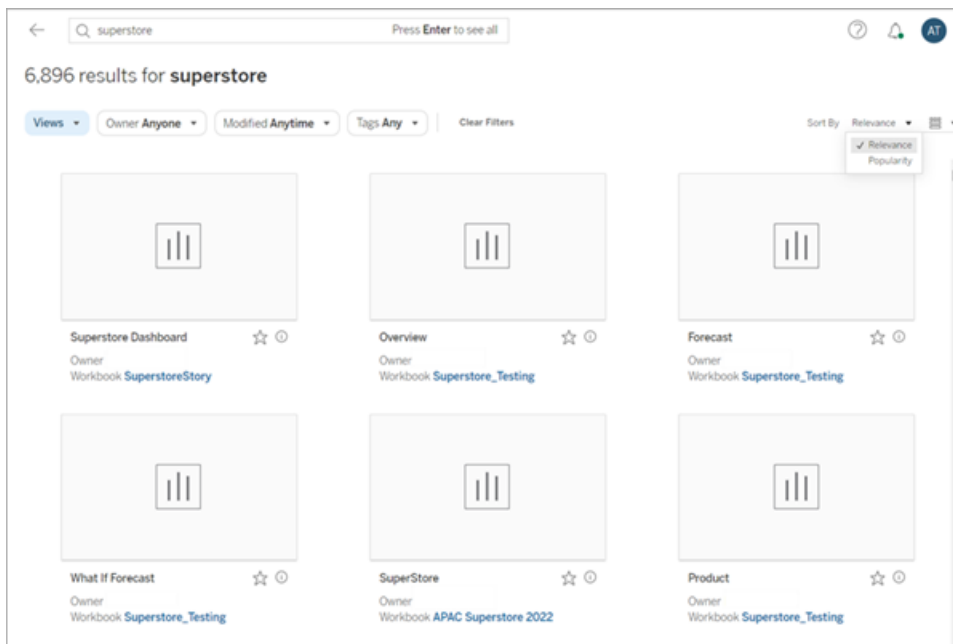 superstore Press Enter to see all AT
6,896 results for superstore
Views Owner Anyone Modified Anytime Tags Any Clear Filters Sort By Relevance
Relevance
Popularity
Superstore Dashboard Overview Forecast
Owner Owner Owner
Workbook SuperstoreStory Workbook Superstore_Testing Workbook Superstore_Testing
What If Forecast SuperStore Product
Owner Owner Owner
Workbook Superstore_Testing Workbook APAC Superstore 2022 Workbook Superstore_Testing